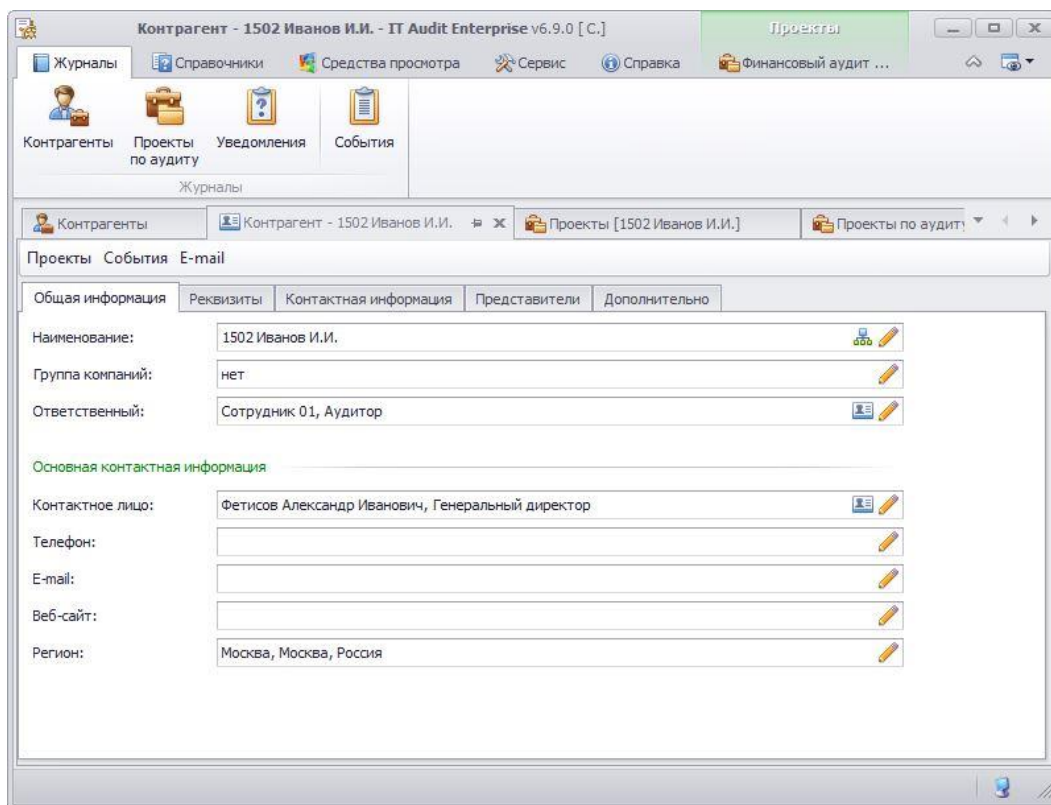 Контрагент - 1502 Иванов И.И. - IT Audit Enterprise v6.9.0 [ C.] Проекты
Журналы Справочники Средства просмотра Сервис Справка Финансовый аудит ...
Контрагенты Проекты по аудиту Уведомления События
Журналы
Контрагенты Контрагент - 1502 Иванов И.И. Проекты [1502 Иванов И.И.] Проекты по аудиту
Проекты События E-mail
Общая информация Реквизиты Контактная информация Представители Дополнительно
Наименование: 1502 Иванов И.И.
Группа компаний: нет
Ответственный: Сотрудник 01, Аудитор
Основная контактная информация
Контактное лицо: Фетисов Александр Иванович, Генеральный директор
Телефон:
E-mail:
Веб-сайт:
Регион: Москва, Москва, Россия